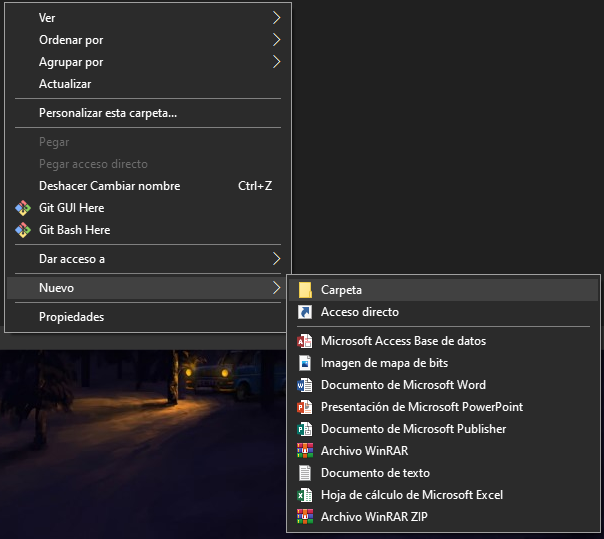 Ver
Ordenar por
Agrupar por
Actualizar
Personalizar esta carpeta...
Pegar
Pegar acceso directo
Deshacer Cambiar nombre Ctrl+Z
Git GUI Here
Git Bash Here
Dar acceso a
Nuevo
Propiedades
Carpeta
Acceso directo
Microsoft Access Base de datos
Imagen de mapa de bits
Documento de Microsoft Word
Presentación de Microsoft PowerPoint
Documento de Microsoft Publisher
Archivo WinRAR
Documento de texto
Hoja de cálculo de Microsoft Excel
Archivo WinRAR ZIP